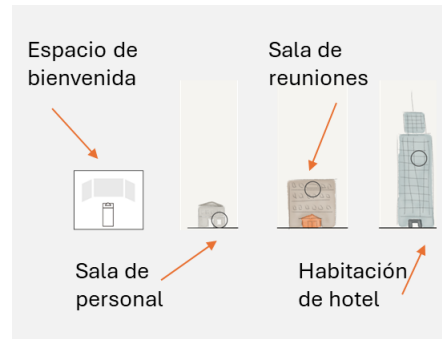 Espacio de
bienvenida
Sala de
reuniones
Sala de
personal
Habitación
de hotel